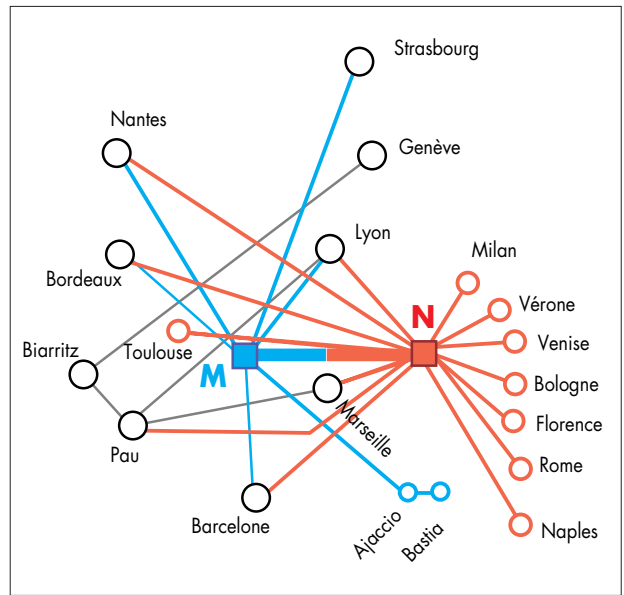 Strasbourg
Nantes
Genève
Lyon
Milan
Bordeaux
Vérone
N
Toulouse
Venise
Biarritz
M
Bologne
Marseille
Florence
Pau
Rome
Barcelone
Ajaccio
Bastia
Naples